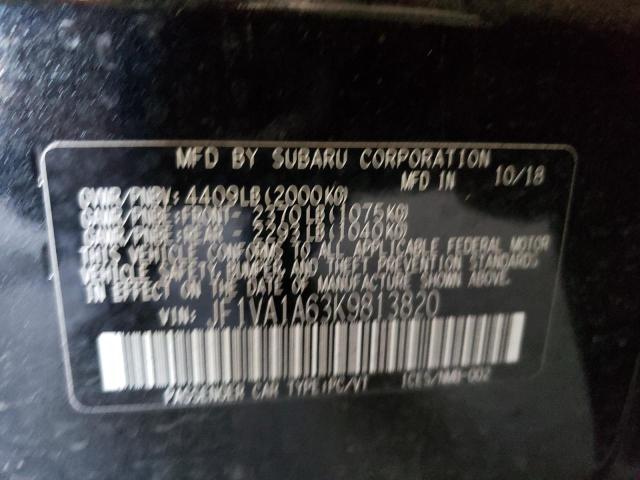 MFD BY SUBARU CORPORATION
MFD IN 10/18
GVWR/PNBV: 4409LB(2000KG)
GAWR/PNBE:FRONT- 2370LB(1075KG)
GAWR/PNBE:REAR - 2293LB(1040KG)
THIS VEHICLE CONFORMS TO ALL APPLICABLE FEDERAL MOTOR
VEHICLE SAFETY, BUMPER, AND THEFT PREVENTION
STANDARDS IN EFFECT ON THE DATE OF MANUFACTURE SHOWN ABOVE.
VIN: JF1VA1A63K9813820
PASSENGER CAR TYPE:PC/VT ICES/NMB-002